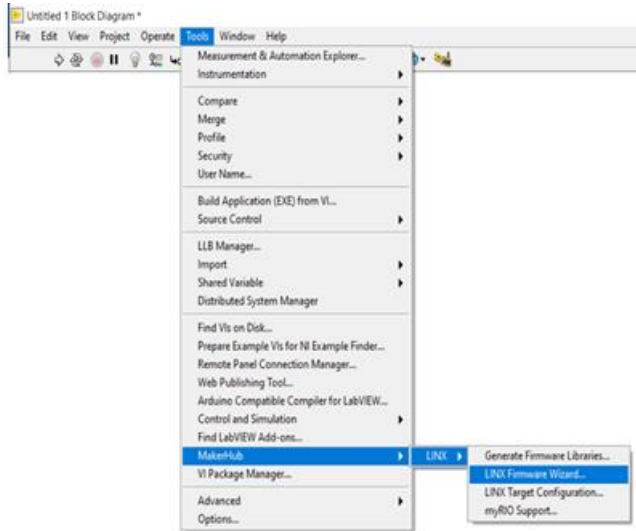 Untitled 1 Block Diagram *
File Edit View Project Operate Tools Window Help
Measurement & Automation Explorer...
Instrumentation
Compare
Merge
Profile
Security
User Name...
Build Application (EXE) from VI...
Source Control
LLB Manager...
Import
Shared Variable
Distributed System Manager
Find VIs on Disk...
Prepare Example VIs for NI Example Finder...
Remote Panel Connection Manager...
Web Publishing Tool...
Arduino Compatible Compiler for LabVIEW...
Control and Simulation
Find LabVIEW Add-ons...
MakerHub
LINX
Generate Firmware Libraries...
VI Package Manager...
LINX Firmware Wizard...
LINX Target Configuration...
Advanced
myRIO Support...
Options...